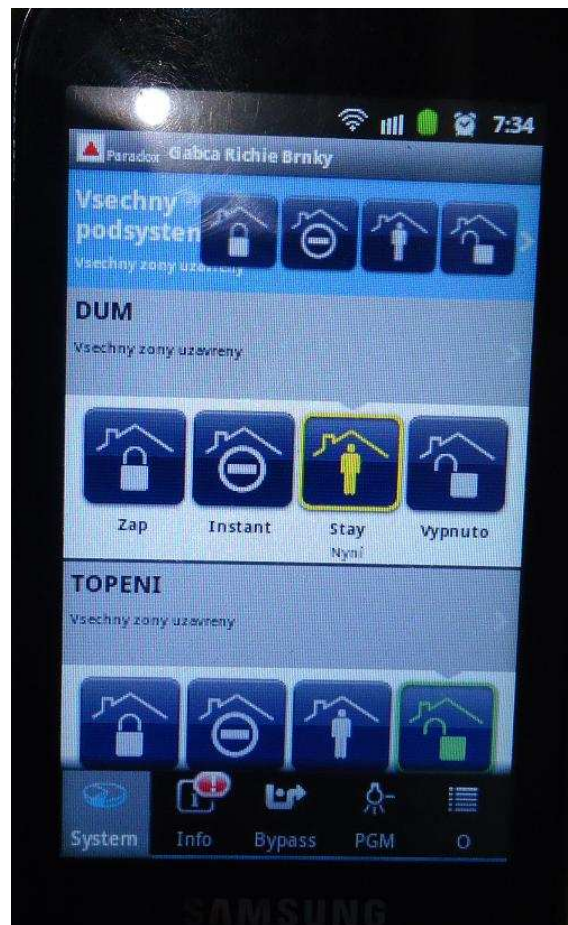 7:34
Paradox Gabca Richie Brnky
Vsechny
podsysten
Vsechny zony uzavreny
DUM
Vsechny zony uzavreny
Zap Instant Stay Vypnuto
Nyní
TOPENI
Vsechny zony uzavreny
System Info Bypass PGM O
SAMSUNG